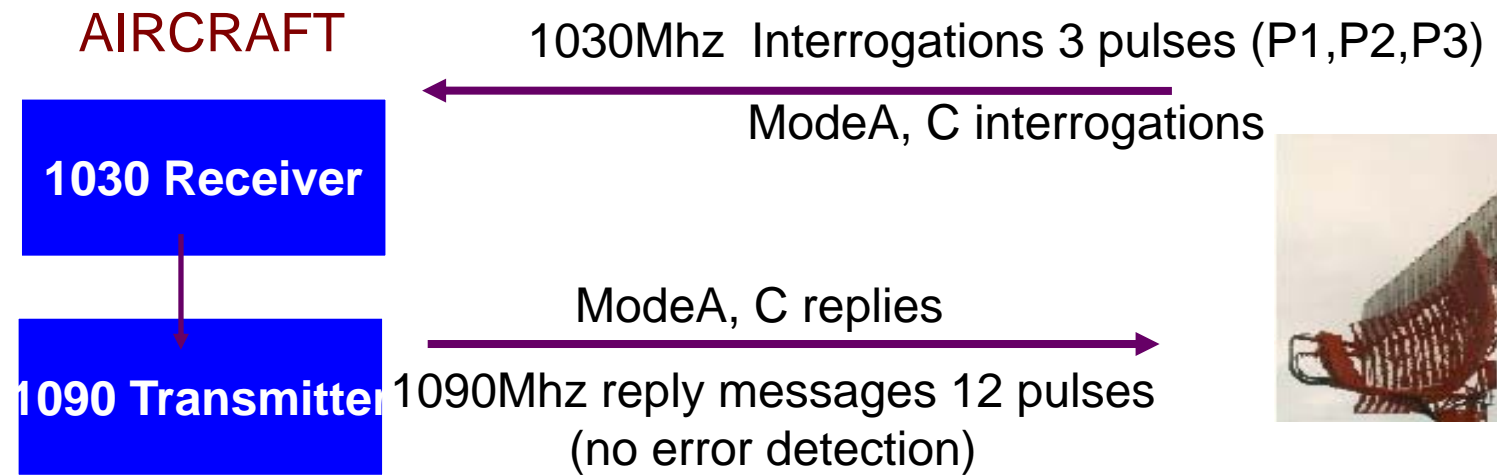 AIRCRAFT
1030Mhz Interrogations 3 pulses (P1,P2,P3)
ModeA, C interrogations
1030 Receiver
ModeA, C replies
1090 Transmitter
1090Mhz reply messages 12 pulses
(no error detection)